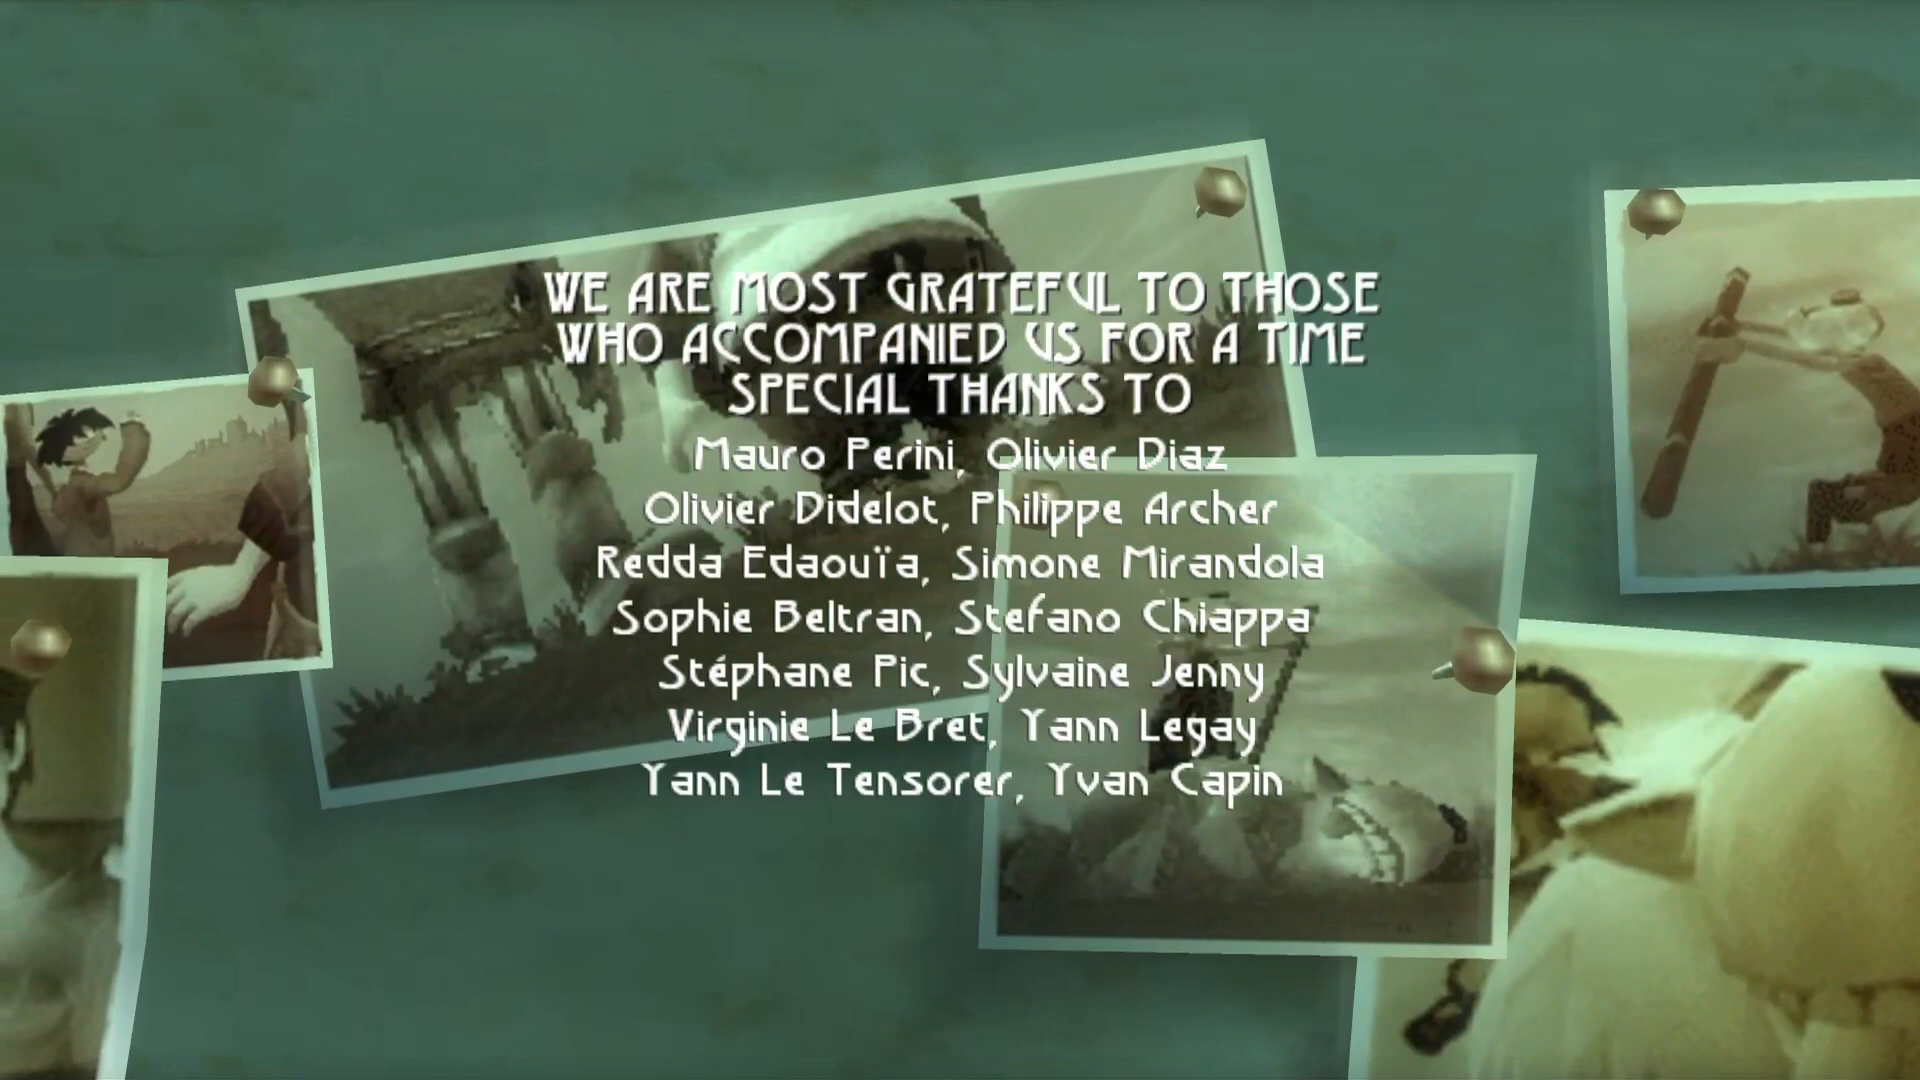 WE ARE MOST GRATEFUL TO THOSE
WHO ACCOMPANIED US FOR A TIME
SPECIAL THANKS TO
Mauro Perini, Olivier Diaz
Olivier Didelot, Philippe Archer
Redda Edaouïa, Simone Mirandola
Sophie Beltran, Stefano Chiappa
Stéphane Pic, Sylvaine Jenny
Virginie Le Bret, Yann Legay
Yann Le Tensorer, Yvan Capin